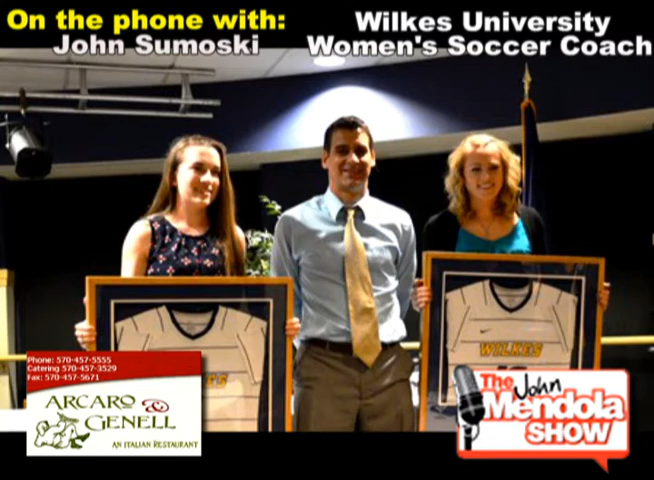 On the phone with:
John Sumoski
Wilkes University
Women's Soccer Coach
WILKES
Phone: 570-457-5555
Catering 570-457-3529
Fax: 570-457-5671
ARCARO &
GENELL
AN ITALIAN RESTAURANT
The John
Mendola
SHOW